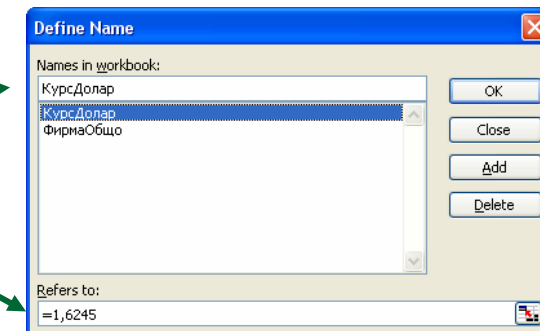 Define Name
Names in workbook:
КурсДолар
OK
КурсДолар
ФирмаОбщо
Close
Add
Delete
Refers to:
=1,6245